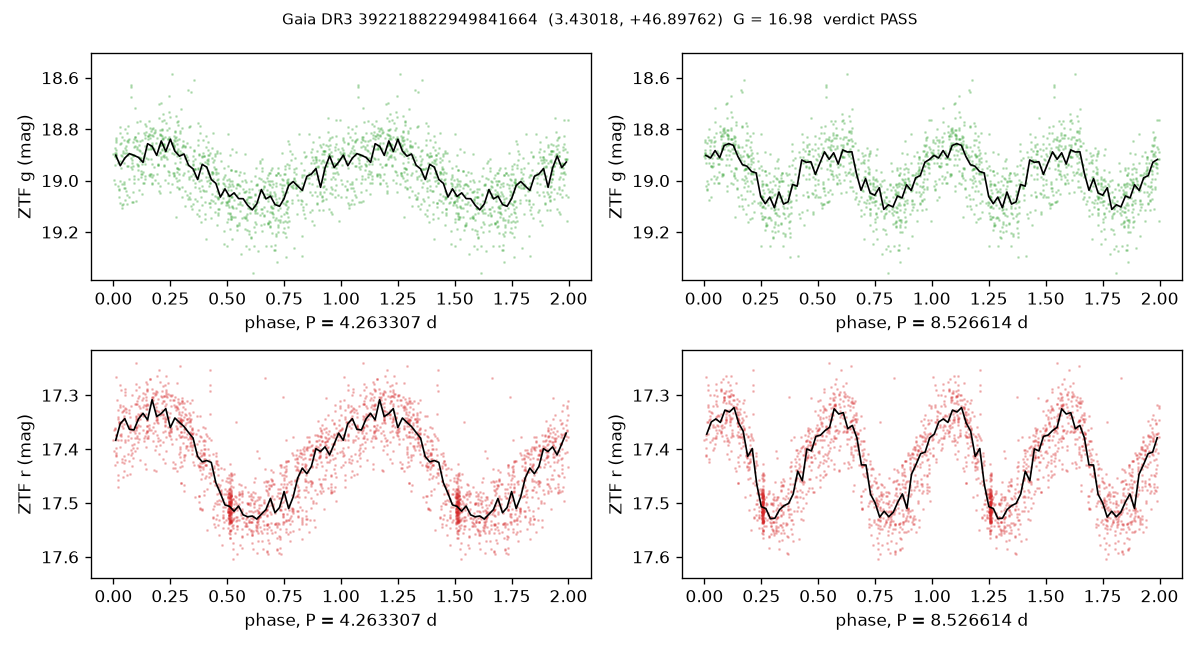 Gaia DR3 392218822949841664  (3.43018, +46.89762)  G = 16.98  verdict PASS
ZTF g (mag)
18.6
18.8
19.0
19.2
0.00 0.25 0.50 0.75 1.00 1.25 1.50 1.75 2.00
phase, P = 4.263307 d
ZTF g (mag)
18.6
18.8
19.0
19.2
0.00 0.25 0.50 0.75 1.00 1.25 1.50 1.75 2.00
phase, P = 8.526614 d
ZTF r (mag)
17.3
17.4
17.5
17.6
0.00 0.25 0.50 0.75 1.00 1.25 1.50 1.75 2.00
phase, P = 4.263307 d
ZTF r (mag)
17.3
17.4
17.5
17.6
0.00 0.25 0.50 0.75 1.00 1.25 1.50 1.75 2.00
phase, P = 8.526614 d